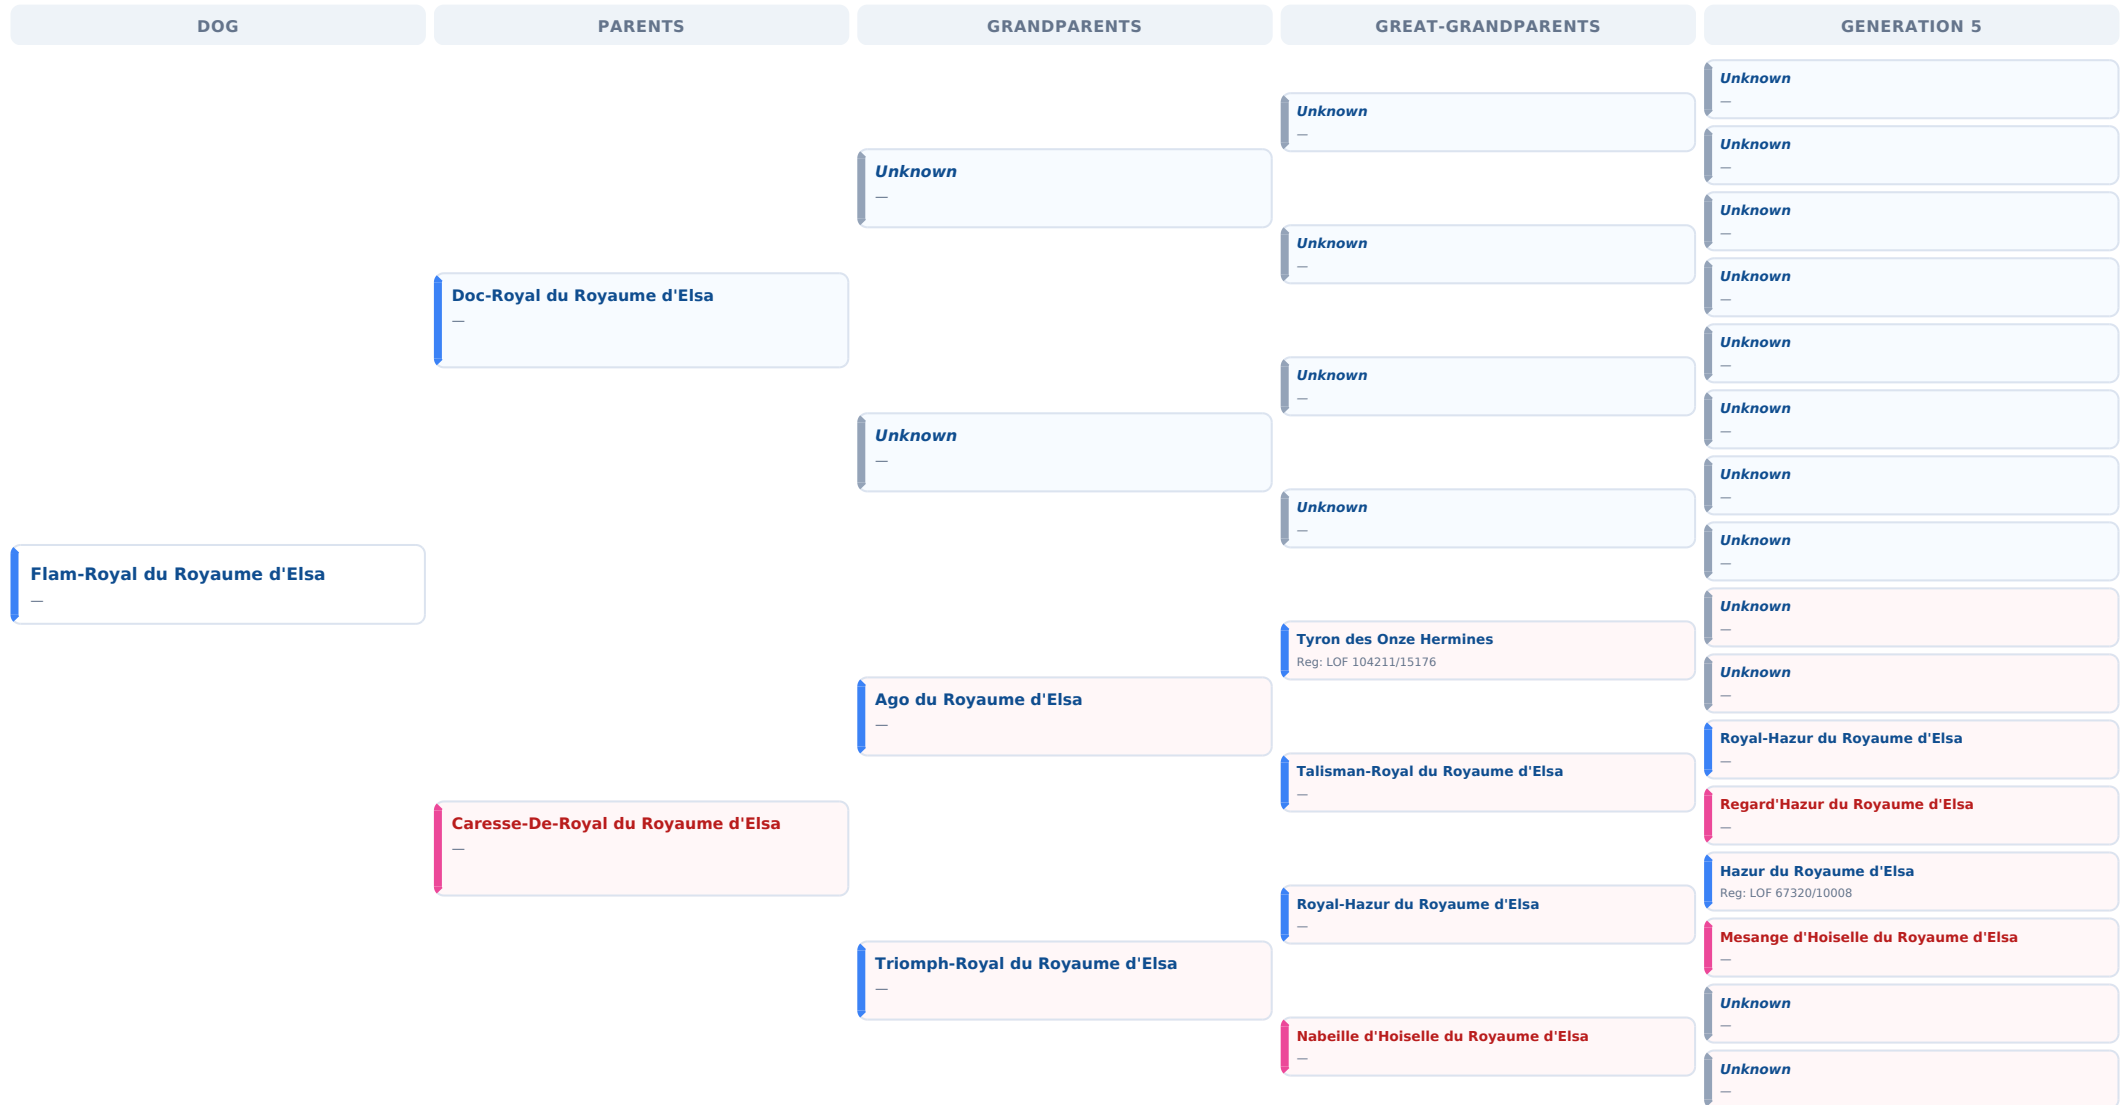 DOG
PARENTS
GRANDPARENTS
GREAT-GRANDPARENTS
GENERATION 5
Flam-Royal du Royaume d'Elsa
—
Doc-Royal du Royaume d'Elsa
—
Caresse-De-Royal du Royaume d'Elsa
—
Unknown
—
Unknown
—
Ago du Royaume d'Elsa
—
Triomph-Royal du Royaume d'Elsa
—
Unknown
—
Unknown
—
Unknown
—
Unknown
—
Tyron des Onze Hermines
Reg: LOF 104211/15176
Talisman-Royal du Royaume d'Elsa
—
Royal-Hazur du Royaume d'Elsa
—
Nabeille d'Hoiselle du Royaume d'Elsa
—
Unknown
—
Unknown
—
Unknown
—
Unknown
—
Unknown
—
Unknown
—
Unknown
—
Unknown
—
Unknown
—
Unknown
—
Royal-Hazur du Royaume d'Elsa
—
Regard'Hazur du Royaume d'Elsa
—
Hazur du Royaume d'Elsa
Reg: LOF 67320/10008
Mesange d'Hoiselle du Royaume d'Elsa
—
Unknown
—
Unknown
—